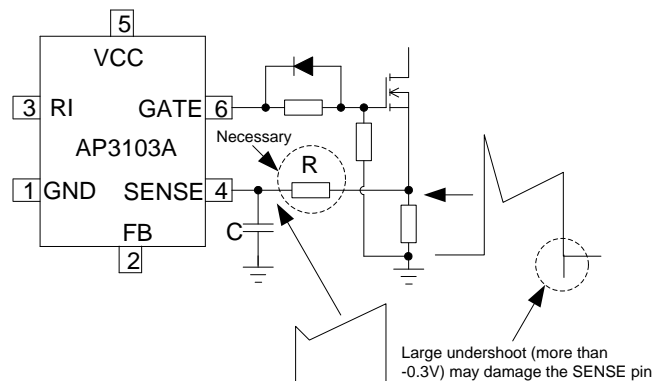 5
VCC
3 RI GATE 6
AP3103A
Necessary
R
1 GND SENSE 4
C
FB
2
Large undershoot (more than
-0.3V) may damage the SENSE pin